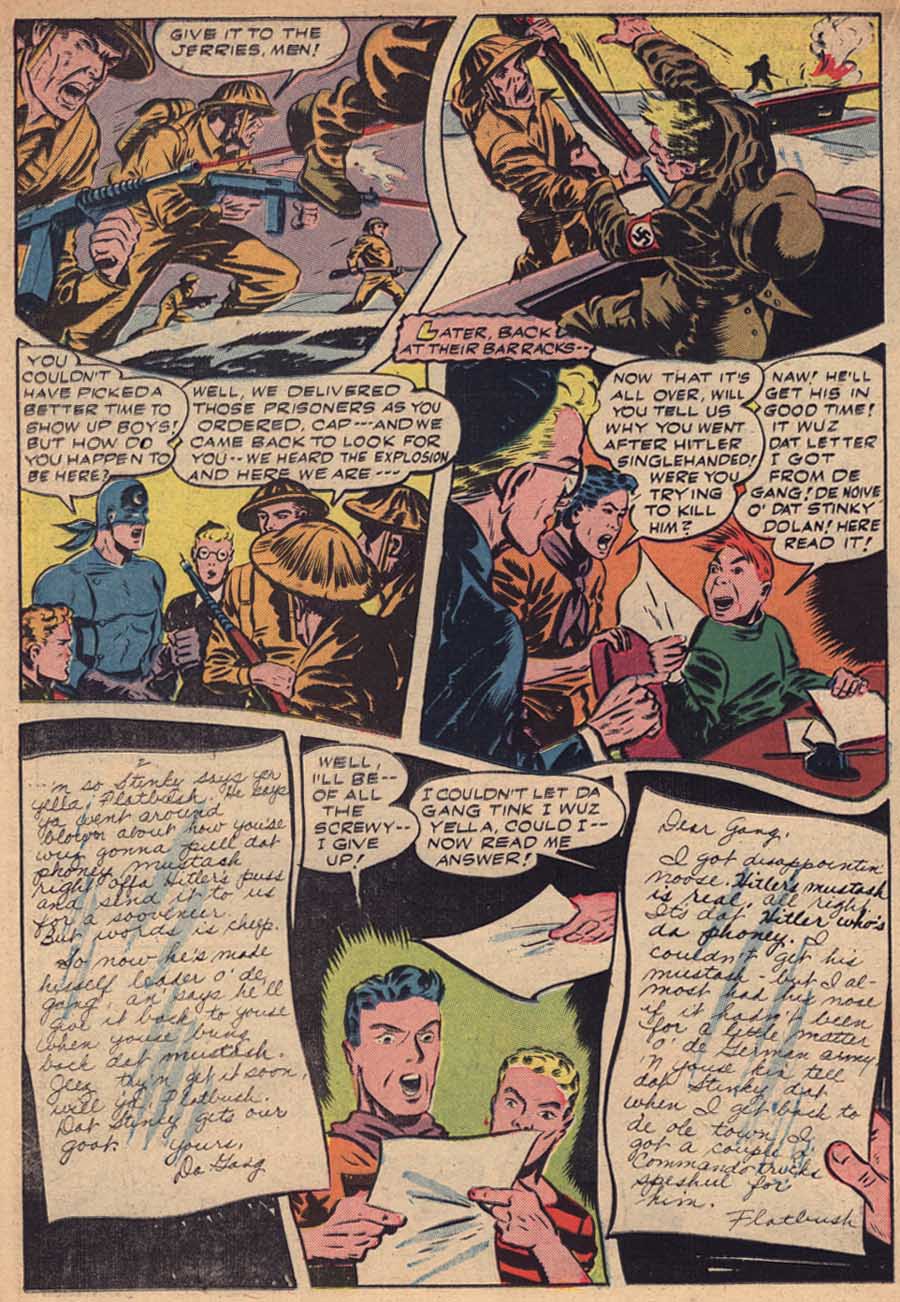 GIVE IT TO THE
JERRIES, MEN!
LATER, BACK
AT THEIR BARRACKS--
YOU
COULDN'T
HAVE PICKED A
BETTER TIME TO
SHOW UP BOYS!
BUT HOW DO
YOU HAPPEN TO
BE HERE?
WELL, WE DELIVERED
THOSE PRISONERS AS YOU
ORDERED, CAP---AND WE
CAME BACK TO LOOK FOR
YOU--WE HEARD THE EXPLOSION
AND HERE WE ARE---
NOW THAT IT'S
ALL OVER, WILL
YOU TELL US
WHY YOU WENT
AFTER HITLER
SINGLEHANDED!
WERE YOU
TRYING
TO KILL
HIM?
NAW! HE'LL
GET HIS IN
GOOD TIME!
IT WUZ
DAT LETTER
I GOT
FROM DE
GANG! DE NOIVE
O' DAT STINKY
DOLAN! HERE
READ IT!
2
...'n so Stinky says yer
yella, Flatbush. He says
ya went around
blowin about how you'se
wuz gonna pull dat
phoney mustash
right offa Hitler's puss
and send it to us
for a sooveneer.
But words is cheep.
So now he's made
hisself leader o' de
gang, an' says he'll
give it back to youse
when youse bring
back dat mustash.
Jeez try'n get it soon,
will ya Flatbush.
Dat Stinky gets our
goat. yours,
Da Gang
WELL,
I'LL BE--
OF ALL
THE
SCREWY--
I GIVE
UP!
I COULDN'T LET DA
GANG TINK I WUZ
YELLA, COULD I--
NOW READ ME
ANSWER!
Dear Gang,
I got disappointin'
noose. Hitler's mustash
is real, all right.
Its dat Hitler who's
da phoney. I
couldn't get his
mustash - but I al-
most had his nose
if it hadn't been
for a little matter
o' de German army.
'n youse kin tell
dat Stinky dat
when I get back to
de ole town, I
got a couple o'
Commando tricks
speshul for
him.
Flatbush